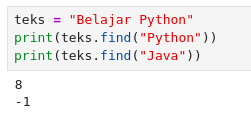 teks = "Belajar Python"
print(teks.find("Python"))
print(teks.find("Java"))
8
-1